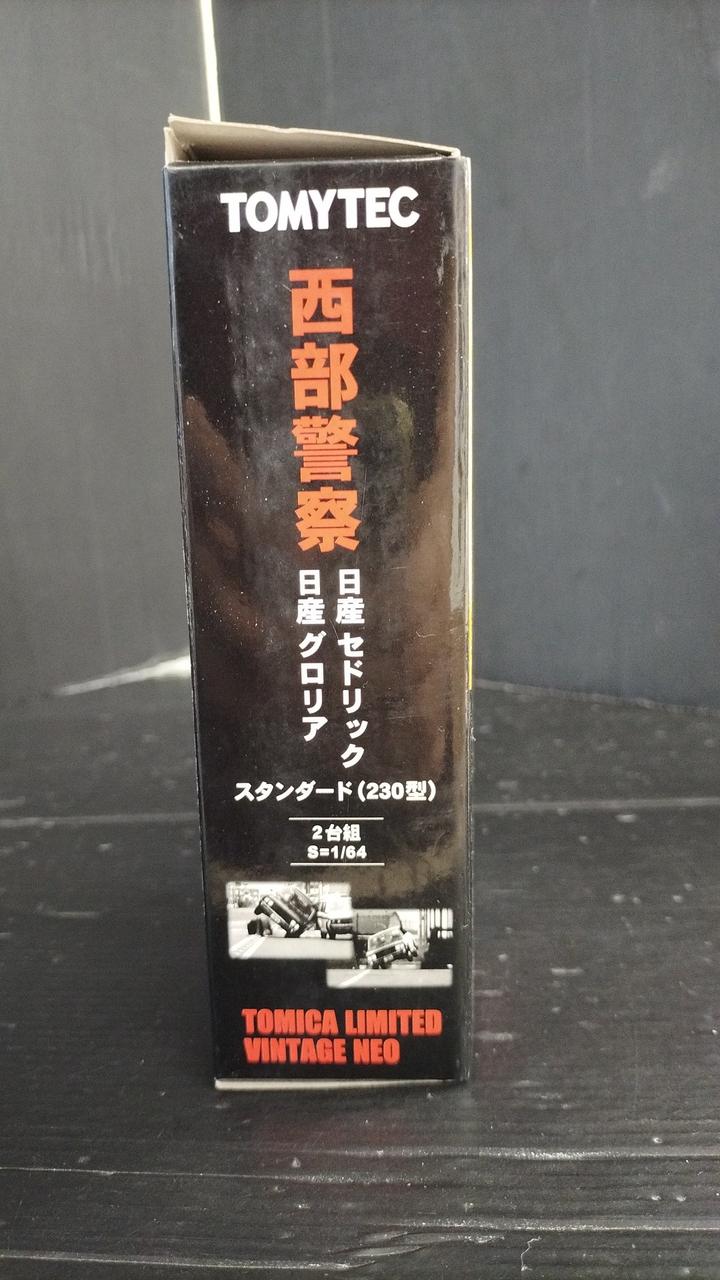 TOMYTEC
西部警察
日産 セドリック
日産 グロリア
スタンダード(230型)
2台組
S=1/64
TOMICA LIMITED
VINTAGE NEO